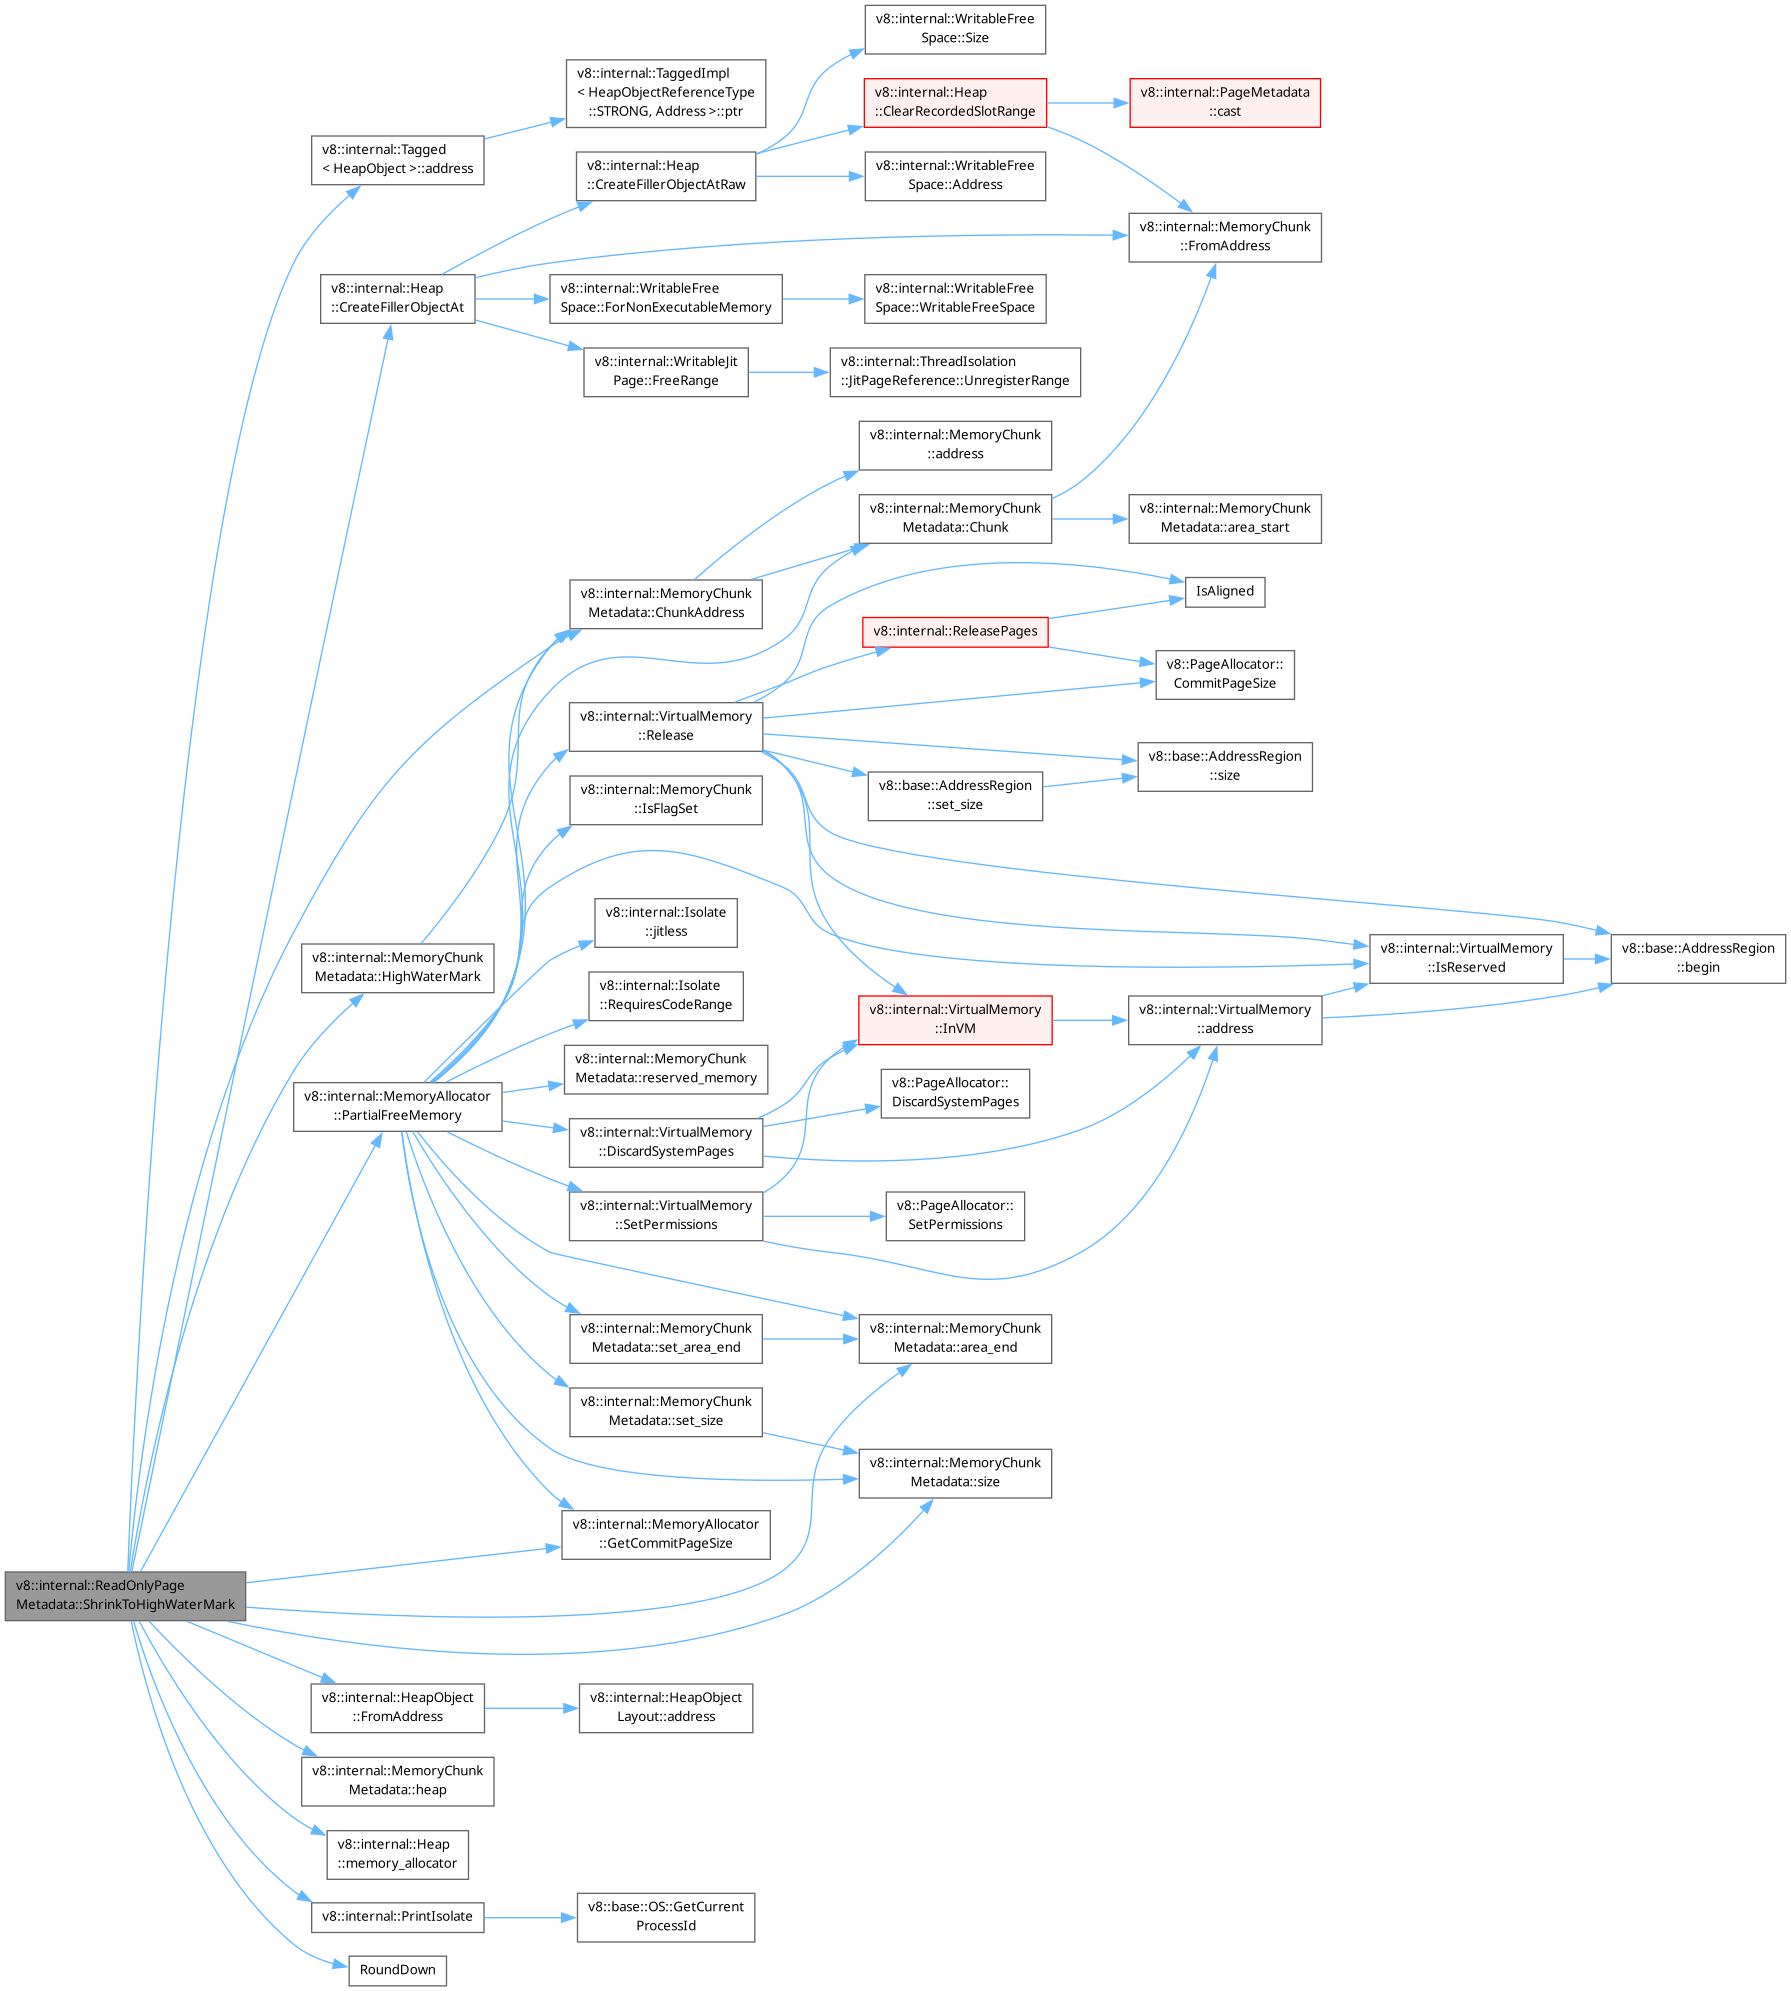 v8::internal::WritableFree
Space::Size
v8::internal::TaggedImpl
< HeapObjectReferenceType
::STRONG, Address >::ptr
v8::internal::Heap
::ClearRecordedSlotRange
v8::internal::PageMetadata
::cast
v8::internal::Tagged
< HeapObject >::address
v8::internal::Heap
::CreateFillerObjectAtRaw
v8::internal::WritableFree
Space::Address
v8::internal::MemoryChunk
::FromAddress
v8::internal::Heap
::CreateFillerObjectAt
v8::internal::WritableFree
Space::ForNonExecutableMemory
v8::internal::WritableFree
Space::WritableFreeSpace
v8::internal::WritableJit
Page::FreeRange
v8::internal::ThreadIsolation
::JitPageReference::UnregisterRange
v8::internal::MemoryChunk
::address
v8::internal::MemoryChunk
Metadata::Chunk
v8::internal::MemoryChunk
Metadata::area_start
v8::internal::MemoryChunk
Metadata::ChunkAddress
IsAligned
v8::internal::ReleasePages
v8::PageAllocator::
CommitPageSize
v8::internal::VirtualMemory
::Release
v8::base::AddressRegion
::size
v8::base::AddressRegion
::set_size
v8::internal::MemoryChunk
::IsFlagSet
v8::internal::Isolate
::jitless
v8::internal::MemoryChunk
Metadata::HighWaterMark
v8::internal::VirtualMemory
::IsReserved
v8::base::AddressRegion
::begin
v8::internal::Isolate
::RequiresCodeRange
v8::internal::VirtualMemory
::InVM
v8::internal::VirtualMemory
::address
v8::internal::MemoryChunk
Metadata::reserved_memory
v8::PageAllocator::
DiscardSystemPages
v8::internal::MemoryAllocator
::PartialFreeMemory
v8::internal::VirtualMemory
::DiscardSystemPages
v8::internal::VirtualMemory
::SetPermissions
v8::PageAllocator::
SetPermissions
v8::internal::MemoryChunk
Metadata::set_area_end
v8::internal::MemoryChunk
Metadata::area_end
v8::internal::MemoryChunk
Metadata::set_size
v8::internal::MemoryChunk
Metadata::size
v8::internal::MemoryAllocator
::GetCommitPageSize
v8::internal::ReadOnlyPage
Metadata::ShrinkToHighWaterMark
v8::internal::HeapObject
::FromAddress
v8::internal::HeapObject
Layout::address
v8::internal::MemoryChunk
Metadata::heap
v8::internal::Heap
::memory_allocator
v8::internal::PrintIsolate
v8::base::OS::GetCurrent
ProcessId
RoundDown